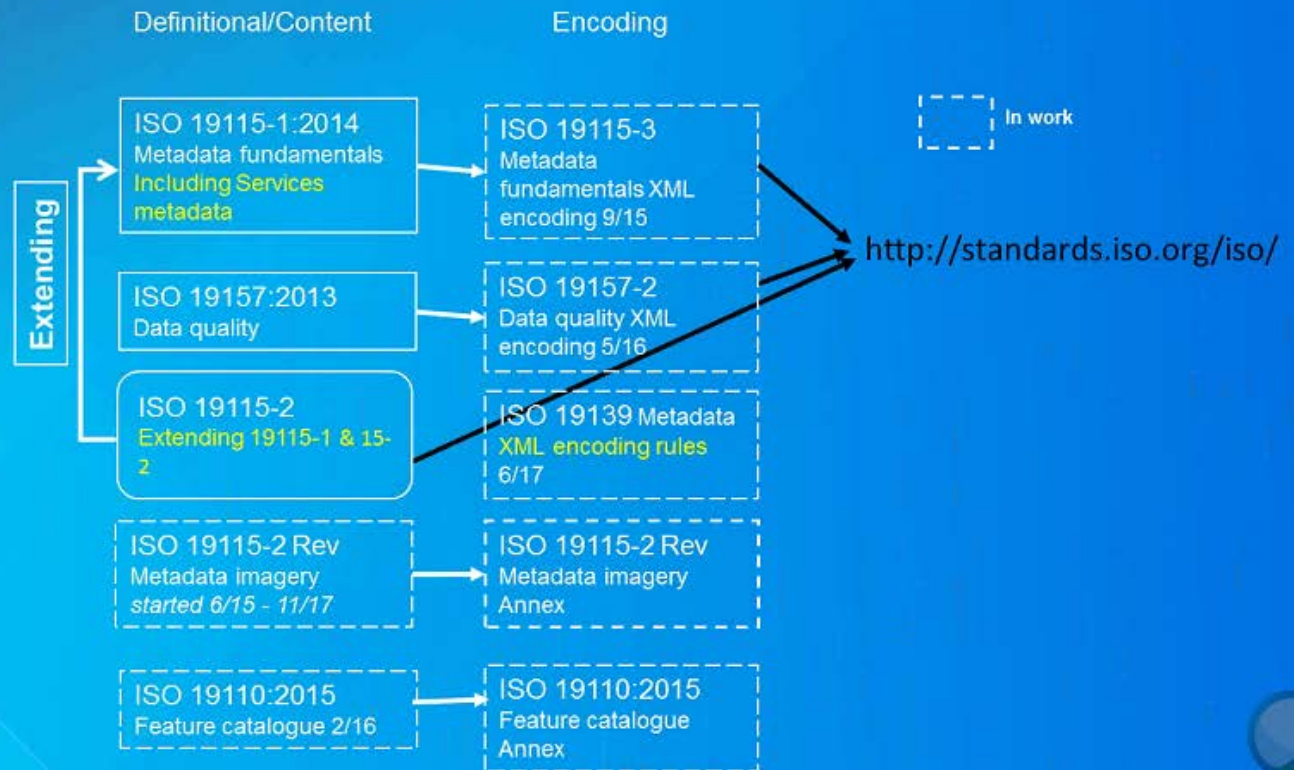 Definitional/Content
Encoding
Extending
ISO 19115-1:2014
Metadata fundamentals
Including Services
metadata
ISO 19115-3
Metadata
fundamentals XML
encoding 9/15
In work
http://standards.iso.org/iso/
ISO 19157:2013
Data quality
ISO 19157-2
Data quality XML
encoding 5/16
ISO 19115-2
Extending 19115-1 & 15-
2
ISO 19139 Metadata
XML encoding rules
6/17
ISO 19115-2 Rev
Metadata imagery
started 6/15 - 11/17
ISO 19115-2 Rev
Metadata imagery
Annex
ISO 19110:2015
Feature catalogue 2/16
ISO 19110:2015
Feature catalogue
Annex